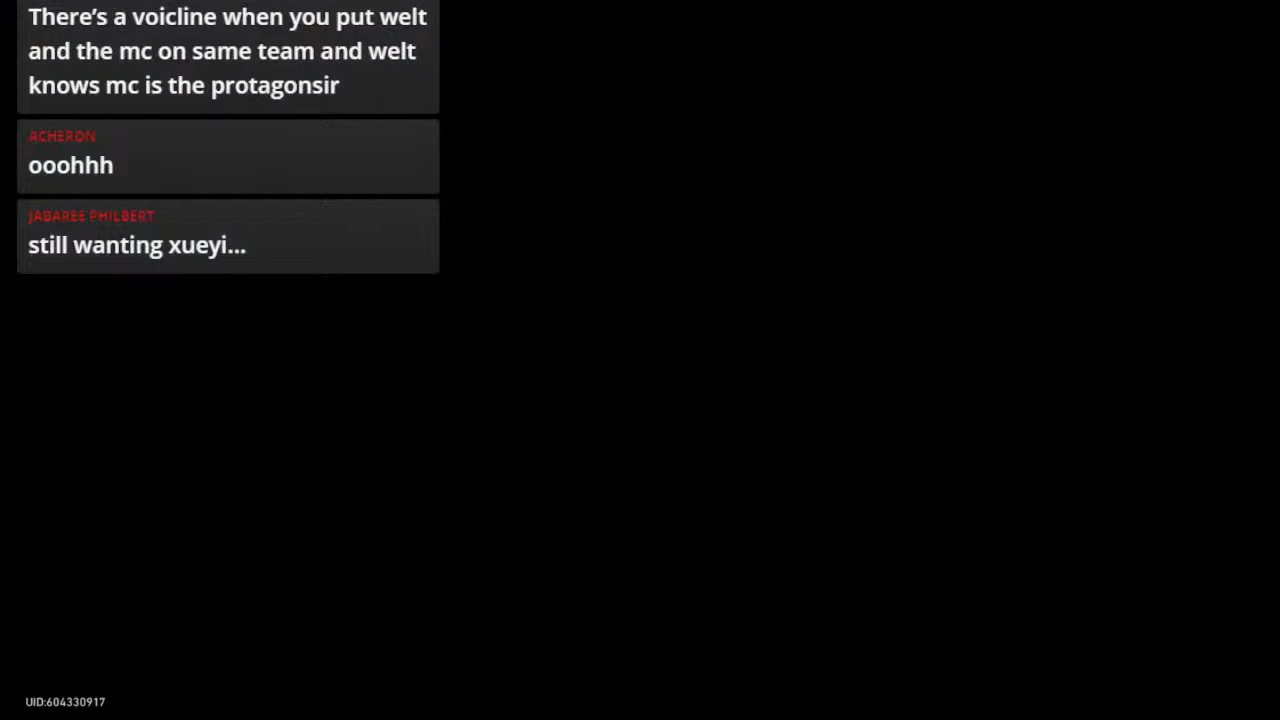 There’s a voicline when you put welt
and the mc on same team and welt
knows mc is the protagonsir
ACHERON
ooohhh
JABAREE PHILBERT
still wanting xueyi...
UID:604330917